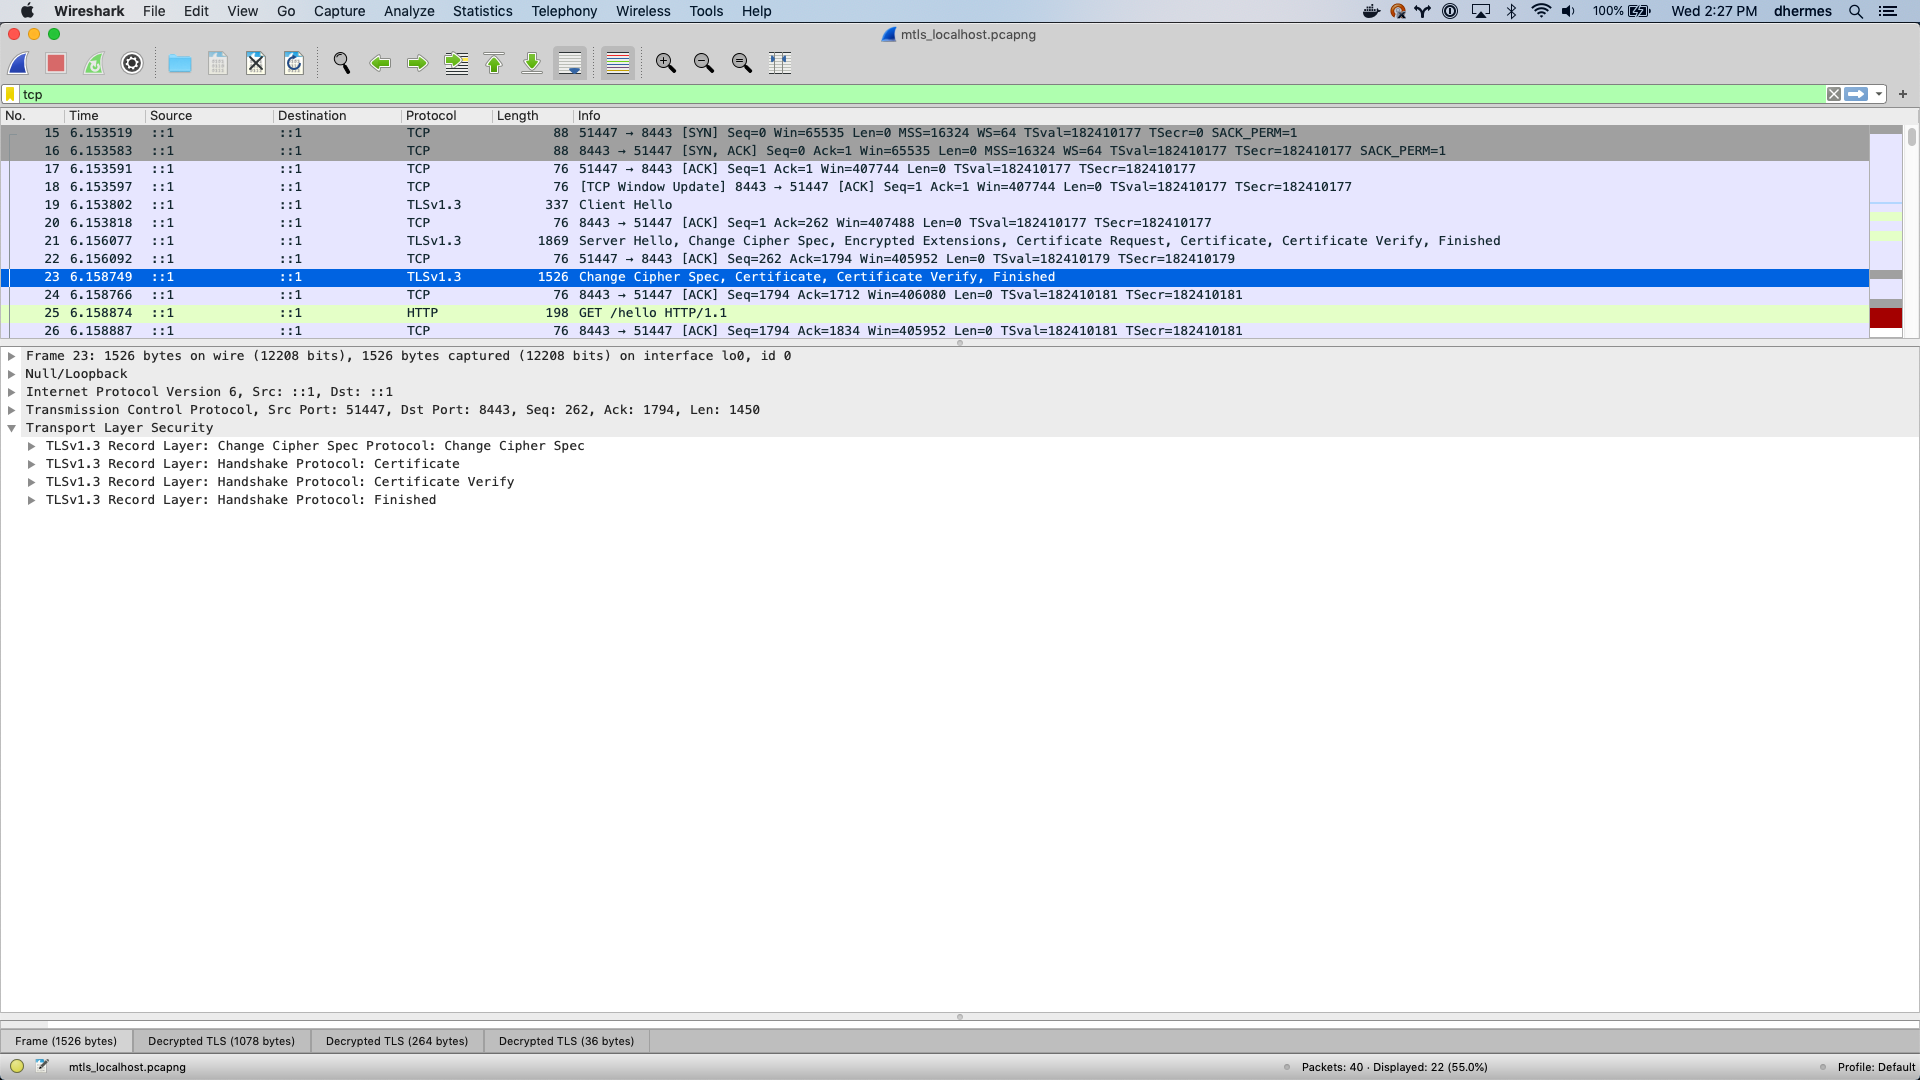 Wireshark File Edit View Go Capture Analyze Statistics Telephony Wireless Tools Help 100% Wed 2:27 PM dhermes
mtls_localhost.pcapng
tcp
No. Time Source Destination Protocol Length Info
15 6.153519 ::1 ::1 TCP 88 51447 → 8443 [SYN] Seq=0 Win=65535 Len=0 MSS=16324 WS=64 TSval=182410177 TSecr=0 SACK_PERM=1
16 6.153583 ::1 ::1 TCP 88 8443 → 51447 [SYN, ACK] Seq=0 Ack=1 Win=65535 Len=0 MSS=16324 WS=64 TSval=182410177 TSecr=182410177 SACK_PERM=1
17 6.153591 ::1 ::1 TCP 76 51447 → 8443 [ACK] Seq=1 Ack=1 Win=407744 Len=0 TSval=182410177 TSecr=182410177
18 6.153597 ::1 ::1 TCP 76 [TCP Window Update] 8443 → 51447 [ACK] Seq=1 Ack=1 Win=407744 Len=0 TSval=182410177 TSecr=182410177
19 6.153802 ::1 ::1 TLSv1.3 337 Client Hello
20 6.153818 ::1 ::1 TCP 76 8443 → 51447 [ACK] Seq=1 Ack=262 Win=407488 Len=0 TSval=182410177 TSecr=182410177
21 6.156077 ::1 ::1 TLSv1.3 1869 Server Hello, Change Cipher Spec, Encrypted Extensions, Certificate Request, Certificate, Certificate Verify, Finished
22 6.156092 ::1 ::1 TCP 76 51447 → 8443 [ACK] Seq=262 Ack=1794 Win=405952 Len=0 TSval=182410179 TSecr=182410179
23 6.158749 ::1 ::1 TLSv1.3 1526 Change Cipher Spec, Certificate, Certificate Verify, Finished
24 6.158766 ::1 ::1 TCP 76 8443 → 51447 [ACK] Seq=1794 Ack=1712 Win=406080 Len=0 TSval=182410181 TSecr=182410181
25 6.158874 ::1 ::1 HTTP 198 GET /hello HTTP/1.1
26 6.158887 ::1 ::1 TCP 76 8443 → 51447 [ACK] Seq=1794 Ack=1834 Win=405952 Len=0 TSval=182410181 TSecr=182410181
Frame 23: 1526 bytes on wire (12208 bits), 1526 bytes captured (12208 bits) on interface lo0, id 0
Null/Loopback
Internet Protocol Version 6, Src: ::1, Dst: ::1
Transmission Control Protocol, Src Port: 51447, Dst Port: 8443, Seq: 262, Ack: 1794, Len: 1450
Transport Layer Security
TLSv1.3 Record Layer: Change Cipher Spec Protocol: Change Cipher Spec
TLSv1.3 Record Layer: Handshake Protocol: Certificate
TLSv1.3 Record Layer: Handshake Protocol: Certificate Verify
TLSv1.3 Record Layer: Handshake Protocol: Finished
Frame (1526 bytes) Decrypted TLS (1078 bytes) Decrypted TLS (264 bytes) Decrypted TLS (36 bytes)
mtls_localhost.pcapng Packets: 40 · Displayed: 22 (55.0%) Profile: Default